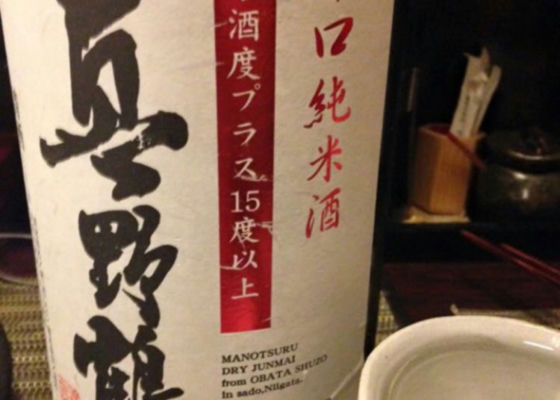 口純米酒
酒度プラス15度以上
真野鶴
MANOTSURU
DRY JUNMAI
from OBATA SHUZO
In sado,Niigata.